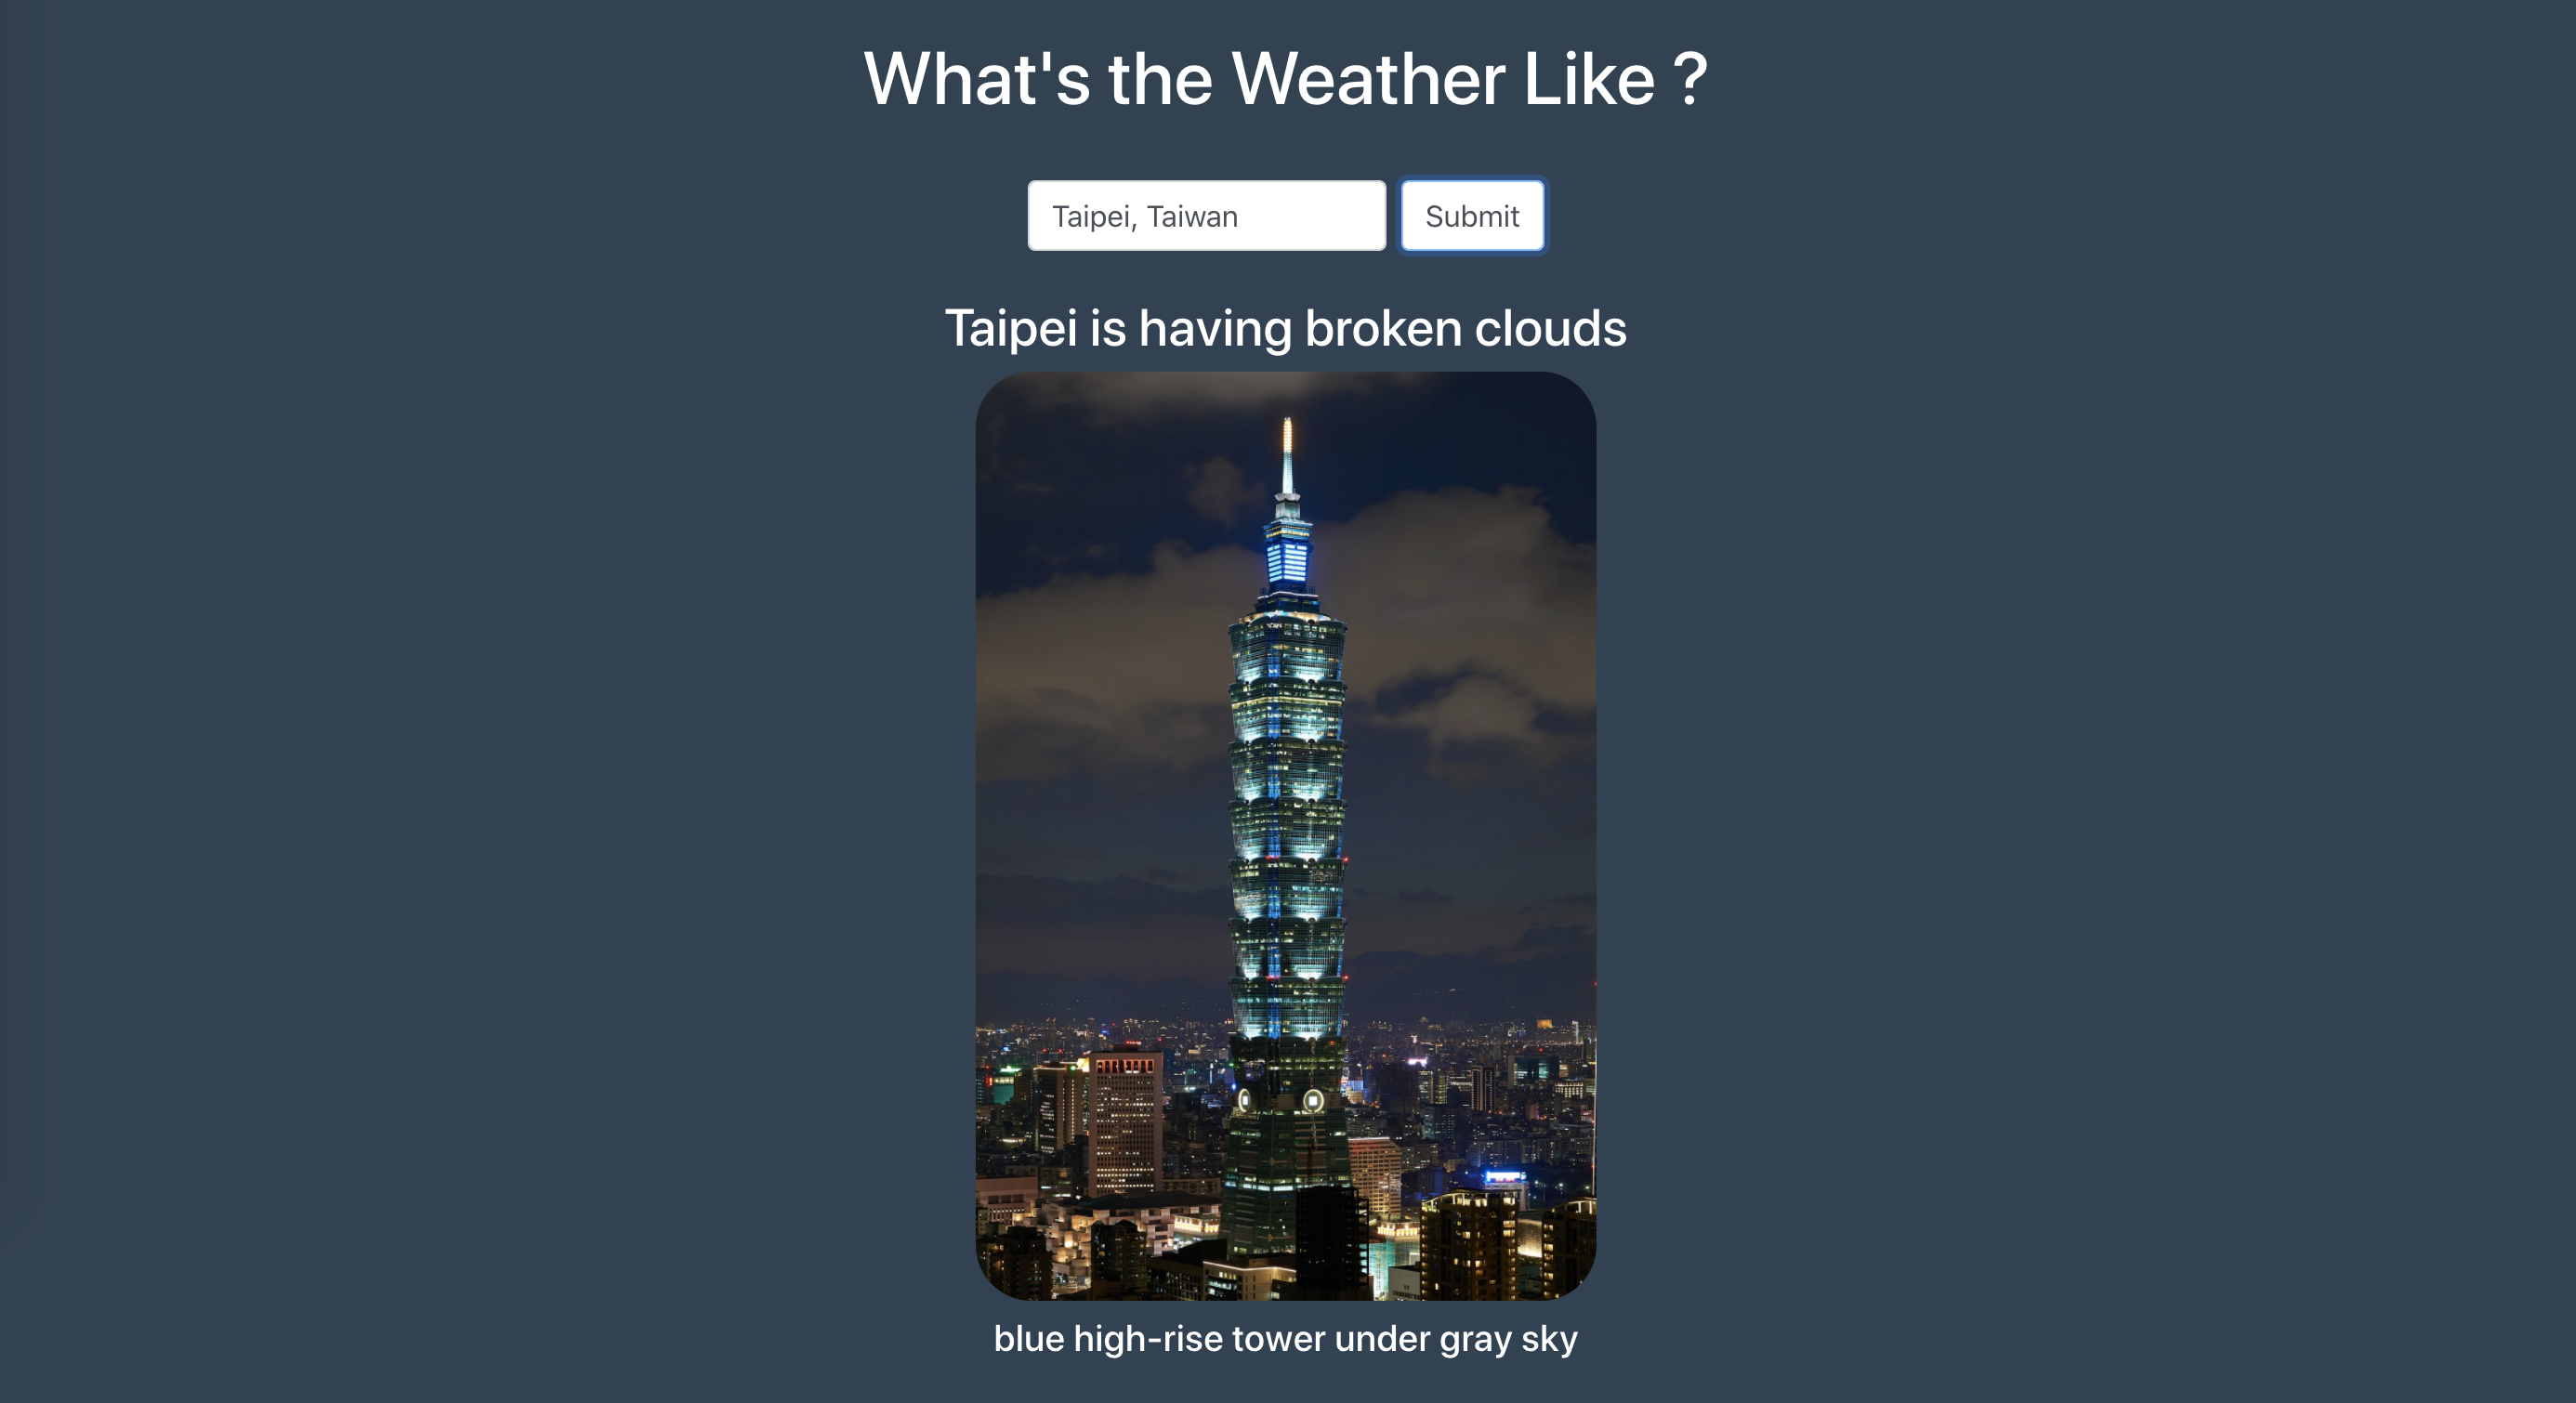 What's the Weather Like ?
Taipei, Taiwan
Submit
Taipei is having broken clouds
blue high-rise tower under gray sky